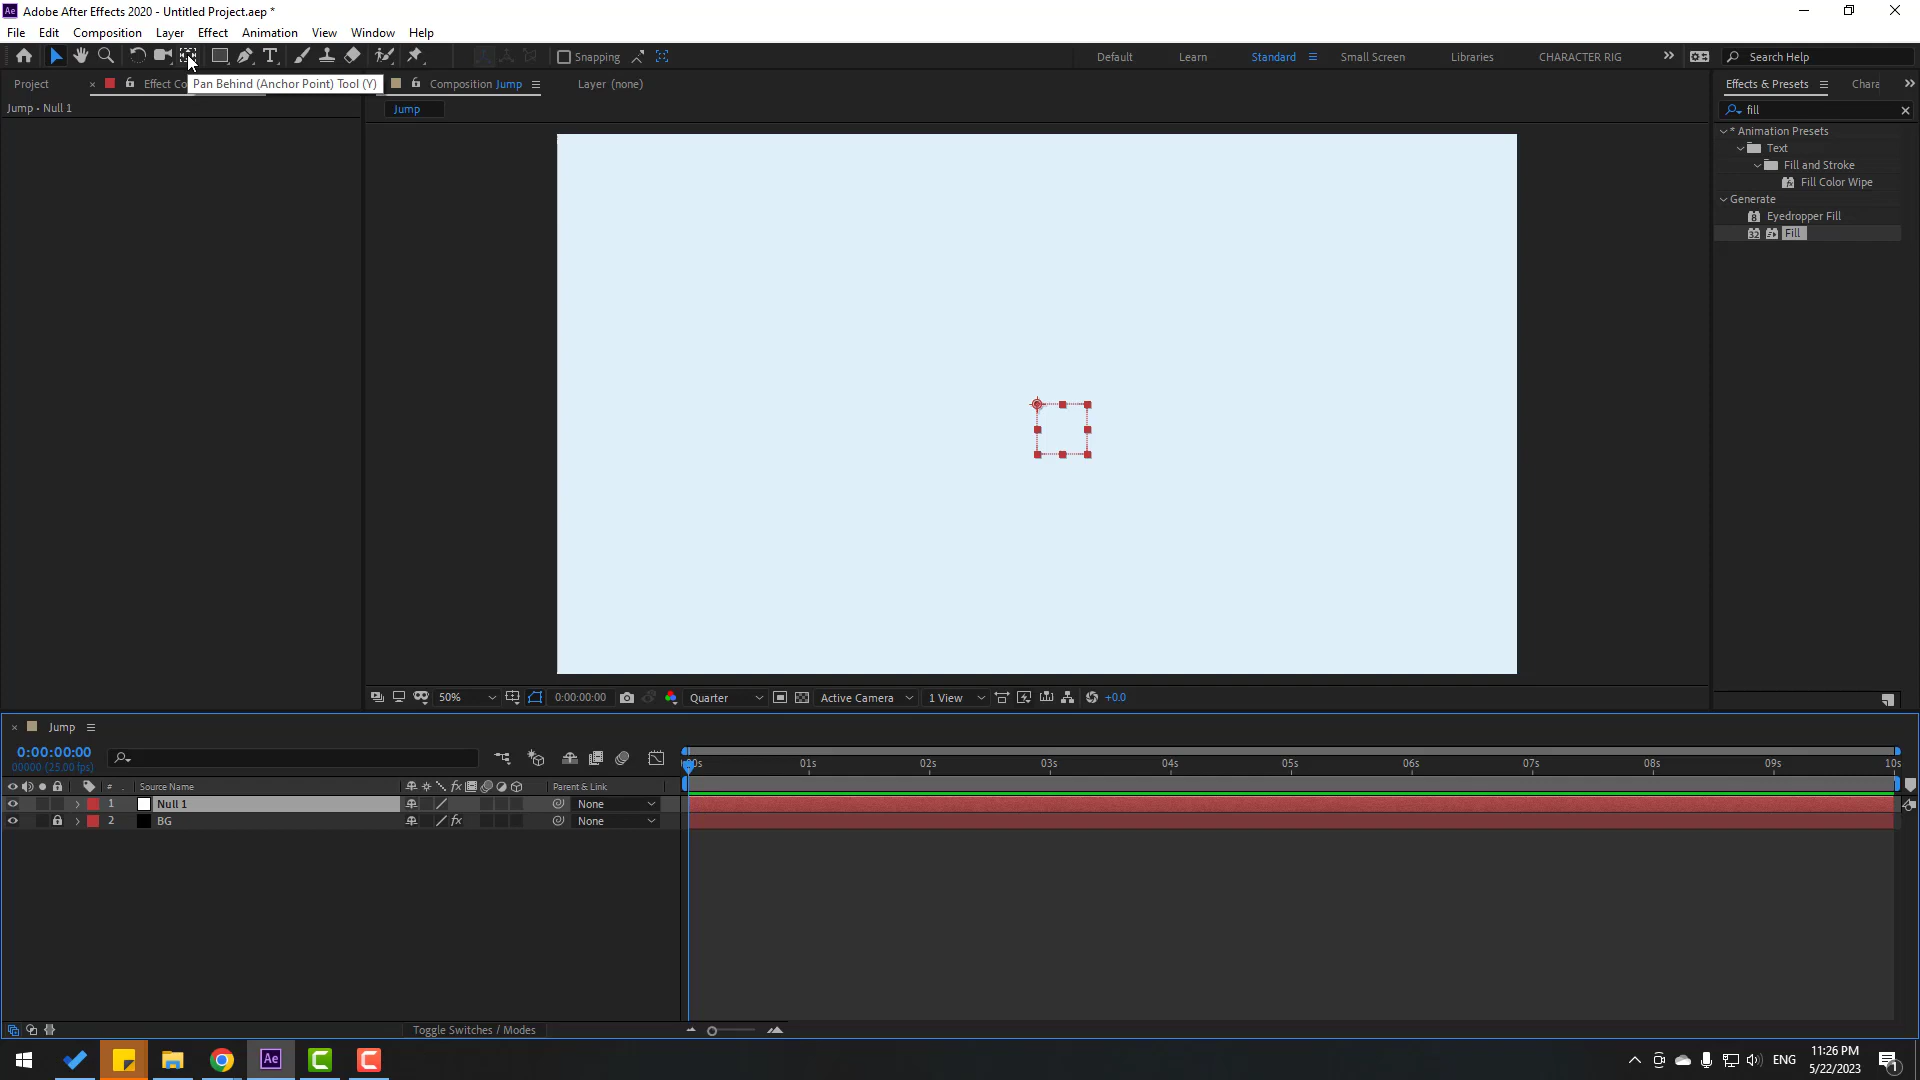 Ae Adobe After Effects 2020 - Untitled Project.aep *
File Edit Composition Layer Effect Animation View Window Help
Snapping Default Learn Standard Small Screen Libraries CHARACTER RIG Search Help
Project Effect Co Pan Behind (Anchor Point) Tool (Y) Composition Jump Layer (none) Effects & Presets Chara
Jump • Null 1 Jump fill
* Animation Presets
Text
Fill and Stroke
Fill Color Wipe
Generate
Eyedropper Fill
Fill
50% 0:00:00:00 Quarter Active Camera 1 View +0.0
Jump
0:00:00:00
00000 (25.00 fps)
01s 02s 03s 04s 05s 06s 07s 08s 09s 10s
# Source Name Parent & Link
1 Null 1 None
2 BG None
Toggle Switches / Modes
Ae ENG 11:26 PM
5/22/2023 1